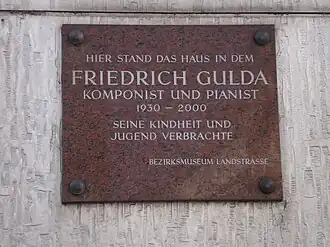 HIER STAND DAS HAUS IN DEM
FRIEDRICH GULDA
KOMPONIST UND PIANIST
1930 – 2000
SEINE KINDHEIT UND
JUGEND VERBRACHTE
BEZIRKSMUSEUM LANDSTRASSE